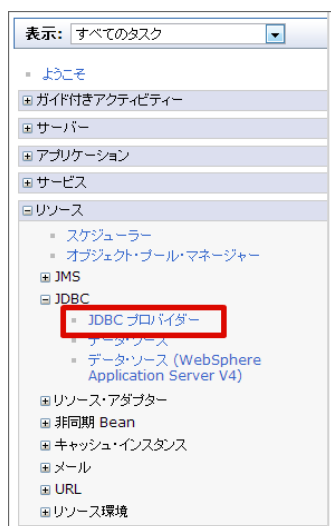 表示: すべてのタスク
ようこそ
ガイド付きアクティビティー
サーバー
アプリケーション
サービス
リソース
スケジューラー
オブジェクト・プール・マネージャー
JMS
JDBC
JDBC プロバイダー
データ・ソース
データ・ソース (WebSphere
Application Server V4)
リソース・アダプター
非同期 Bean
キャッシュ・インスタンス
メール
URL
リソース環境